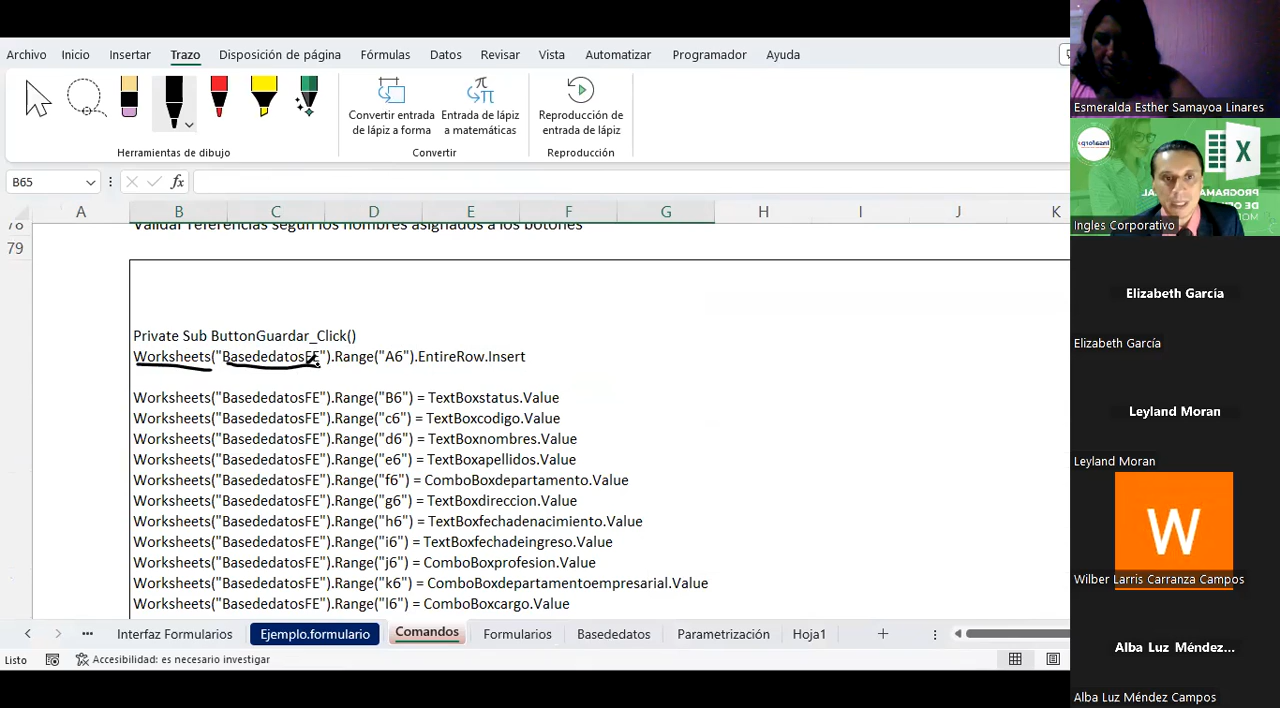 Archivo Inicio Insertar Trazo Disposición de página Fórmulas Datos Revisar Vista Automatizar Programador Ayuda
Convertir entrada de lápiz a forma
Entrada de lápiz a matemáticas
Reproducción de entrada de lápiz
Herramientas de dibujo Convertir Reproducción
B65 fx
A B C D E F G H I J K
78 Validar referencias según los nombres asignados a los botones
79
Private Sub ButtonGuardar_Click()
Worksheets("BasededatosFE").Range("A6").EntireRow.Insert
Worksheets("BasededatosFE").Range("B6") = TextBoxstatus.Value
Worksheets("BasededatosFE").Range("c6") = TextBoxcodigo.Value
Worksheets("BasededatosFE").Range("d6") = TextBoxnombres.Value
Worksheets("BasededatosFE").Range("e6") = TextBoxapellidos.Value
Worksheets("BasededatosFE").Range("f6") = ComboBoxdepartamento.Value
Worksheets("BasededatosFE").Range("g6") = TextBoxdireccion.Value
Worksheets("BasededatosFE").Range("h6") = TextBoxfechadenacimiento.Value
Worksheets("BasededatosFE").Range("i6") = TextBoxfechadeingreso.Value
Worksheets("BasededatosFE").Range("j6") = ComboBoxprofesion.Value
Worksheets("BasededatosFE").Range("k6") = ComboBoxdepartamentoempresarial.Value
Worksheets("BasededatosFE").Range("l6") = ComboBoxcargo.Value
Interfaz Formularios Ejemplo.formulario Comandos Formularios Basededatos Parametrización Hoja1
Listo Accesibilidad: es necesario investigar
Esmeralda Esther Samayoa Linares
Insaforp
X
PROGRAMA
Ingles Corporativo
Elizabeth García
Elizabeth García
Leyland Moran
Leyland Moran
W
Wilber Larrís Carranza Campos
Alba Luz Méndez...
Alba Luz Méndez Campos